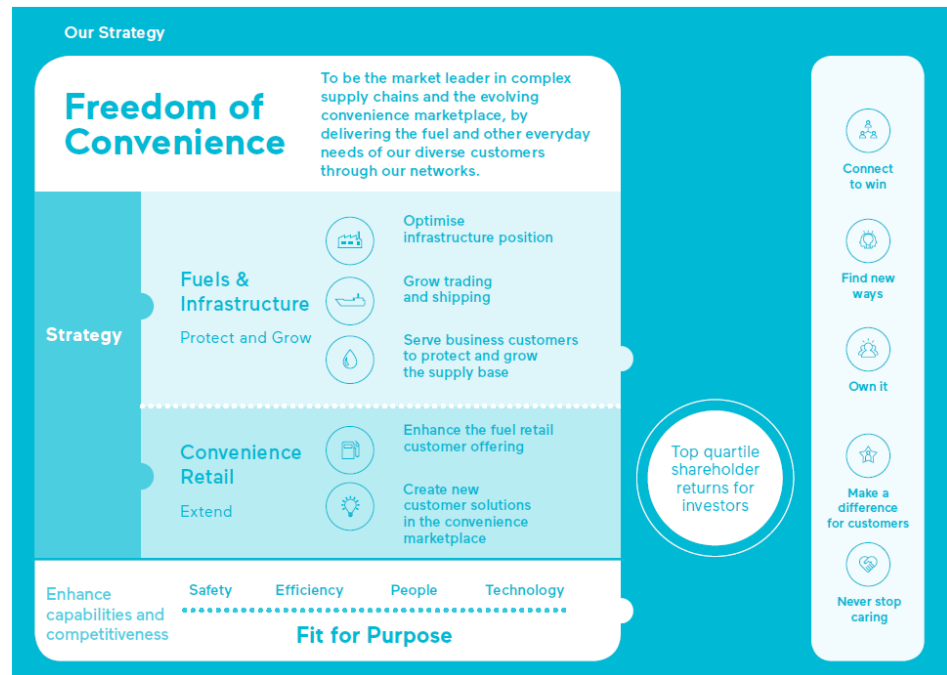 Our Strategy
Freedom of
Convenience
To be the market leader in complex
supply chains and the evolving
convenience marketplace, by
delivering the fuel and other everyday
needs of our diverse customers
through our networks.
Strategy
Fuels &
Infrastructure
Protect and Grow
Optimise
infrastructure position
Grow trading
and shipping
Serve business customers
to protect and grow
the supply base
Convenience
Retail
Extend
Enhance the fuel retail
customer offering
Create new
customer solutions
in the convenience
marketplace
Enhance
capabilities and
competitiveness
Safety Efficiency People Technology
Fit for Purpose
Top quartile
shareholder
returns for
investors
Connect
to win
Find new
ways
Own it
Make a
difference
for customers
Never stop
caring